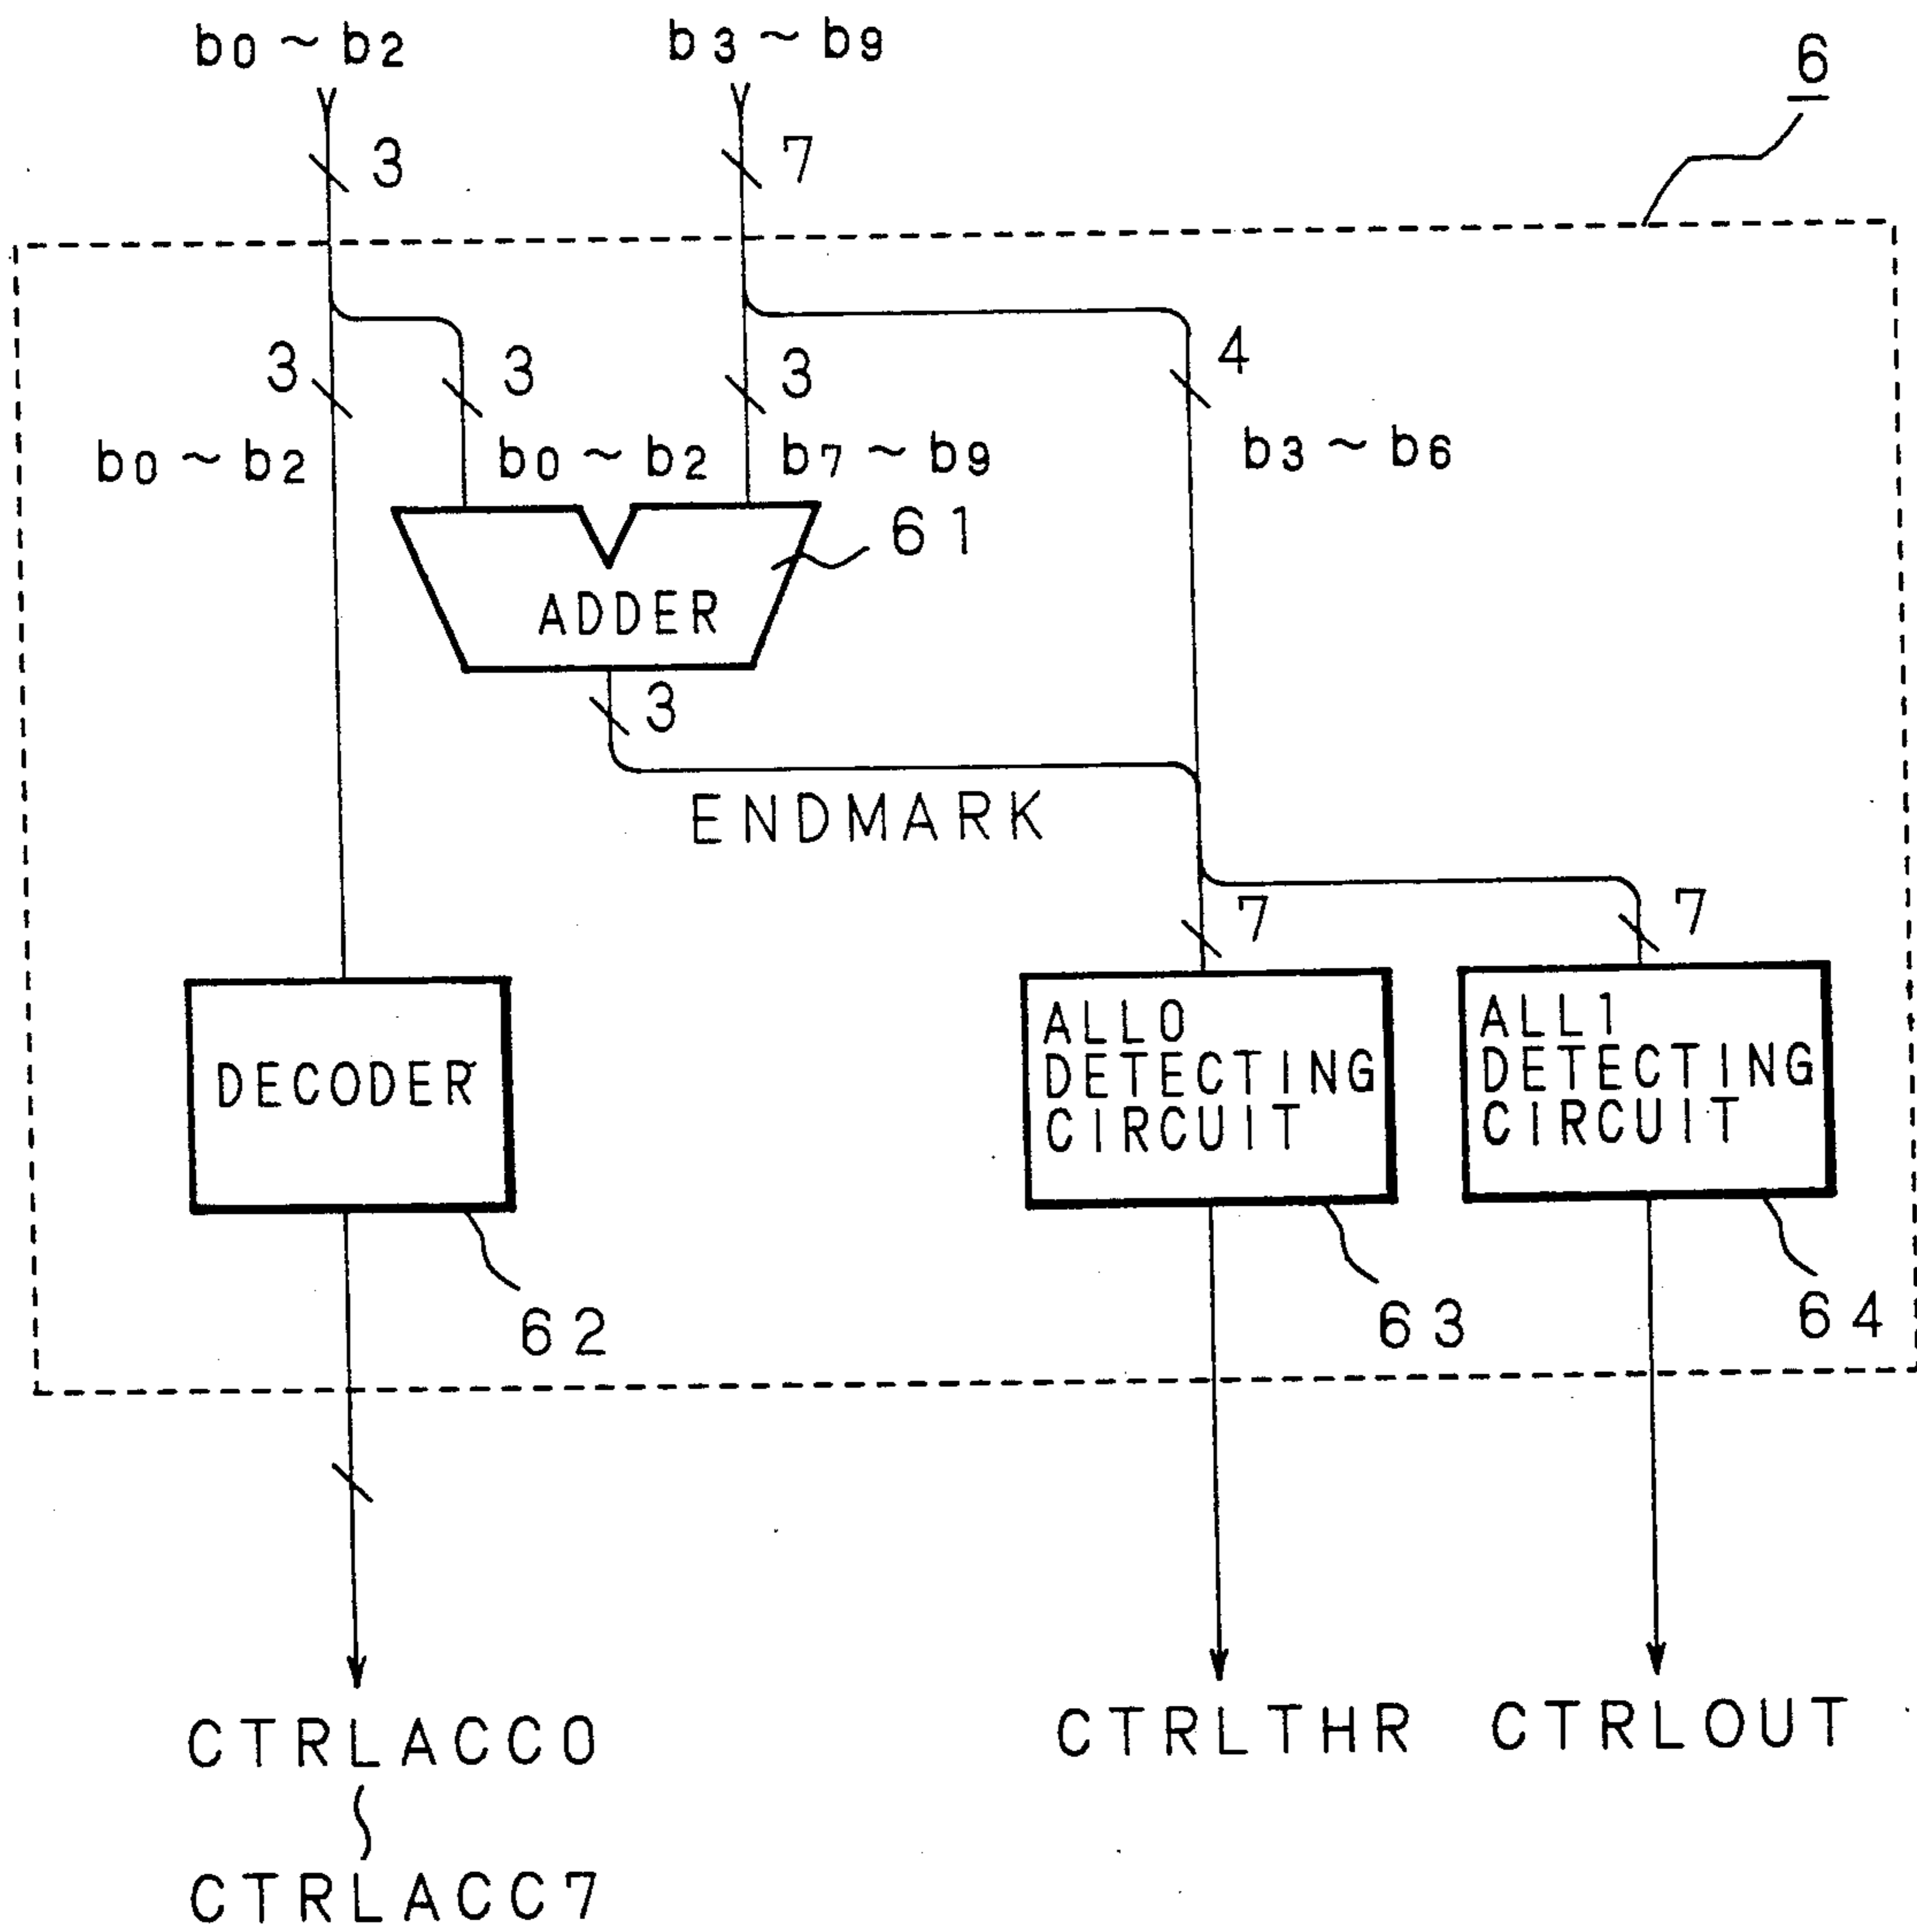 b0 ~ b2
b3 ~ b9
6
3
7
3
3
3
4
b0 ~ b2
b0 ~ b2
b7 ~ b9
b3 ~ b6
61
ADDER
3
ENDMARK
7
7
DECODER
ALL0
DETECTING
CIRCUIT
ALL1
DETECTING
CIRCUIT
62
63
64
CTRLACC0
~
CTRLACC7
CTRLTHR
CTRLOUT